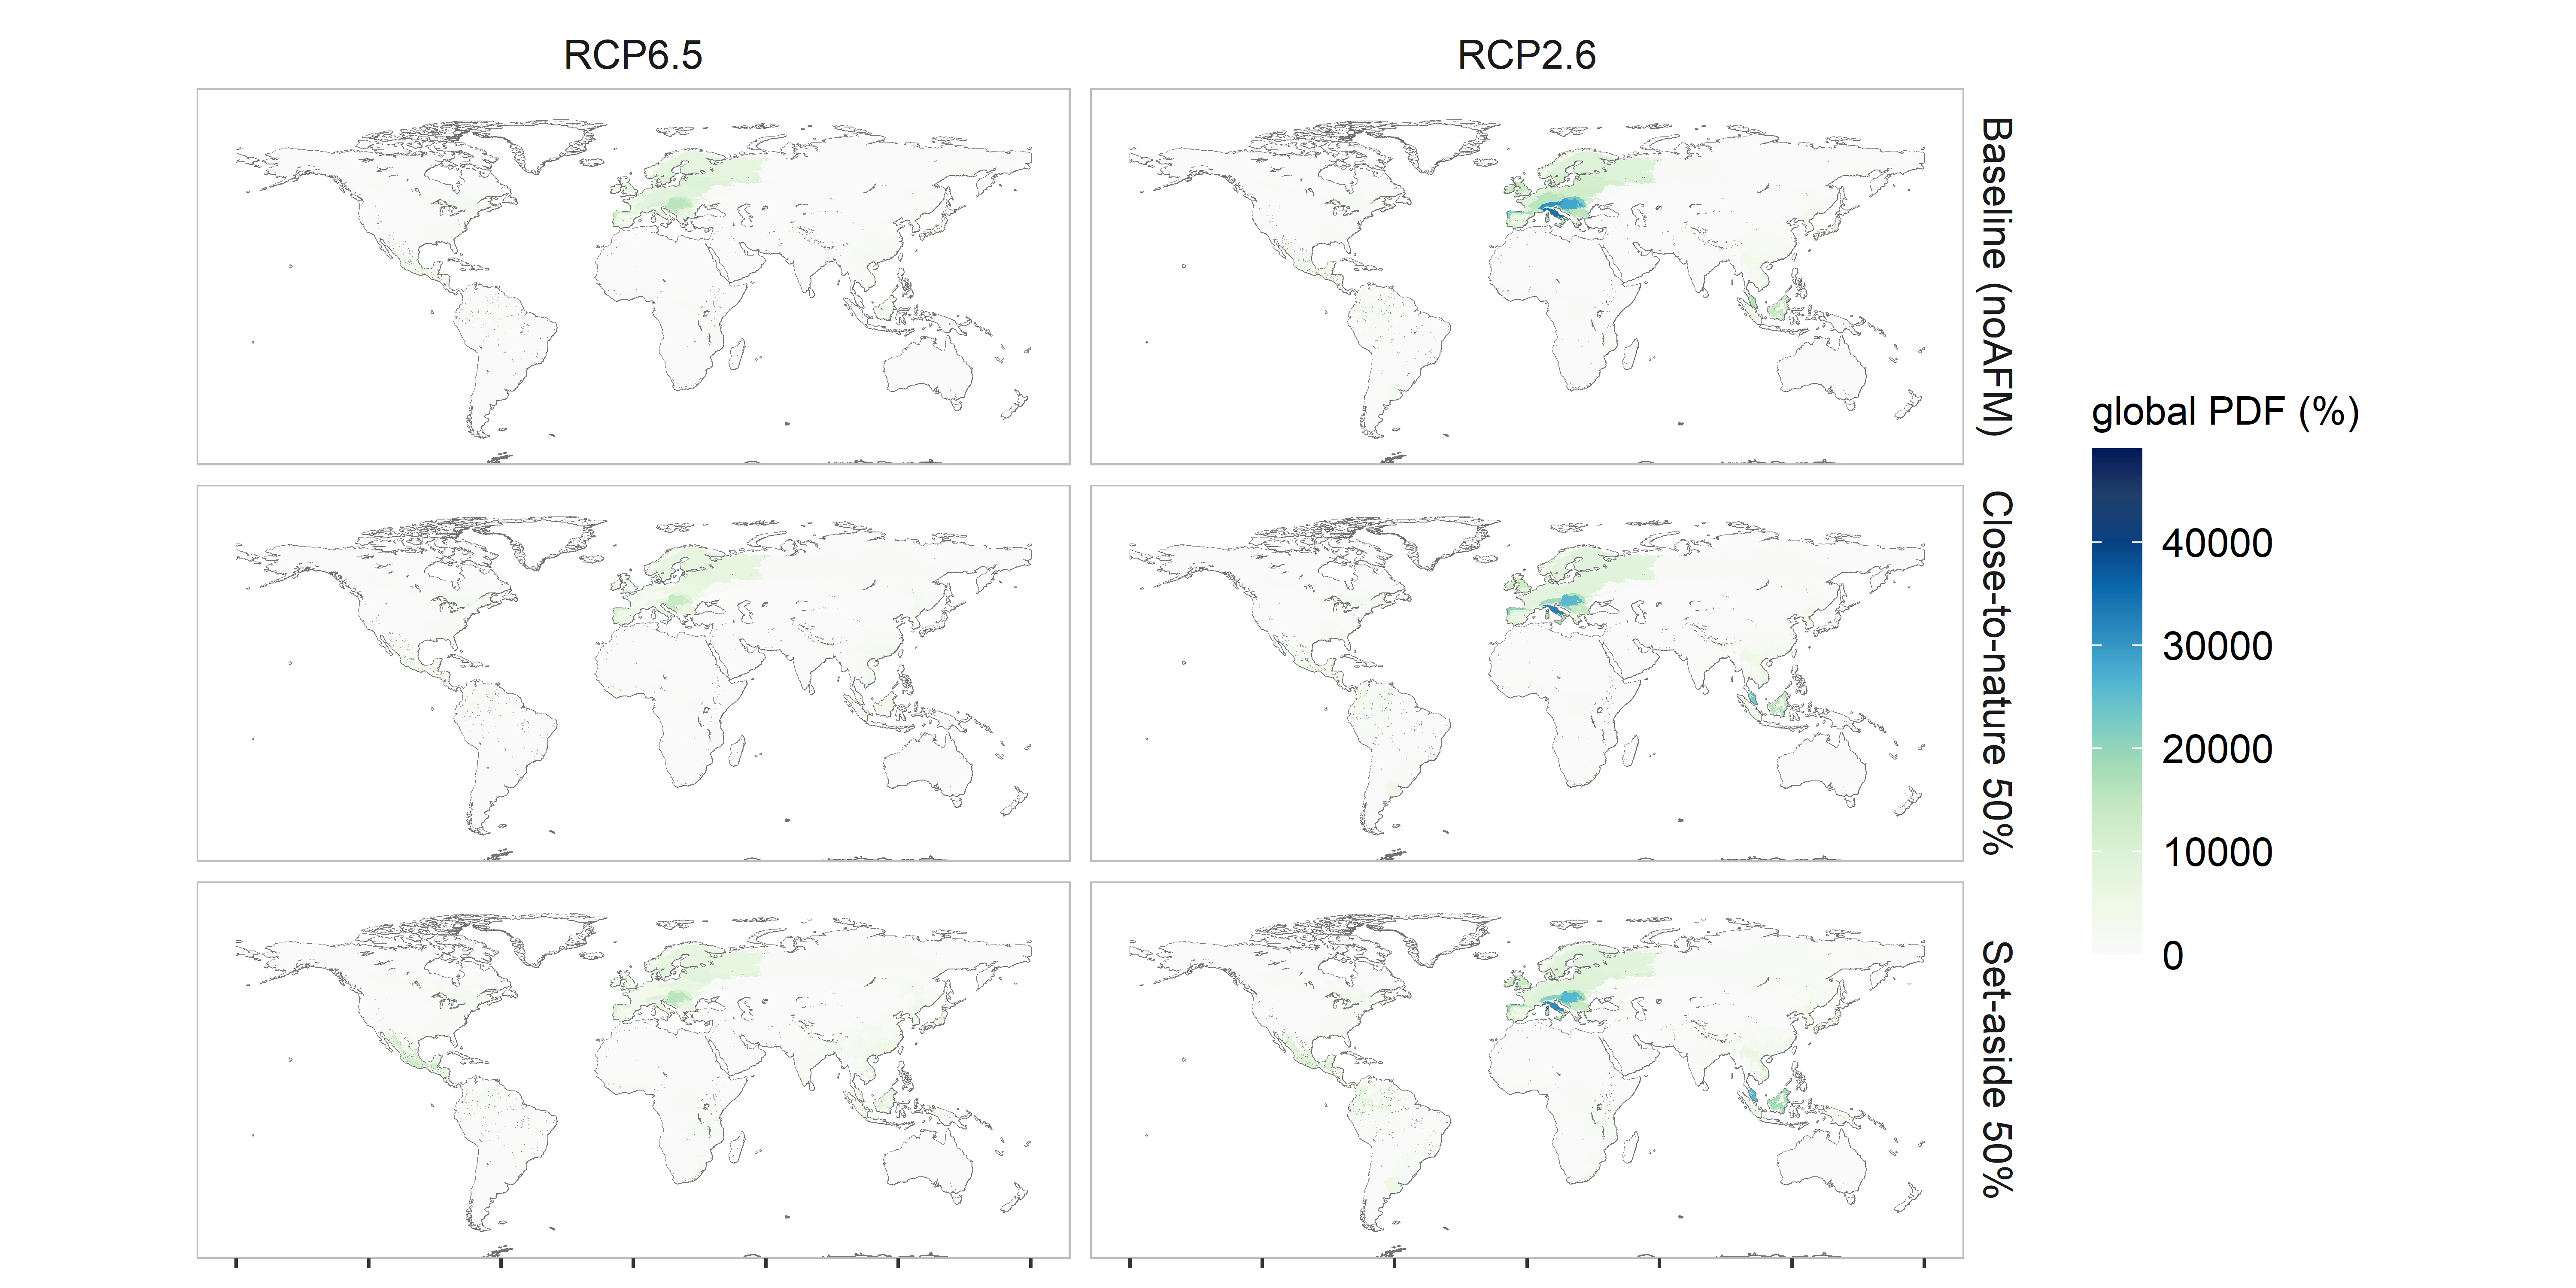 RCP6.5
RCP2.6
Baseline (noAFM)
Close-to-nature 50%
Set-aside 50%
global PDF (%)
40000
30000
20000
10000
0